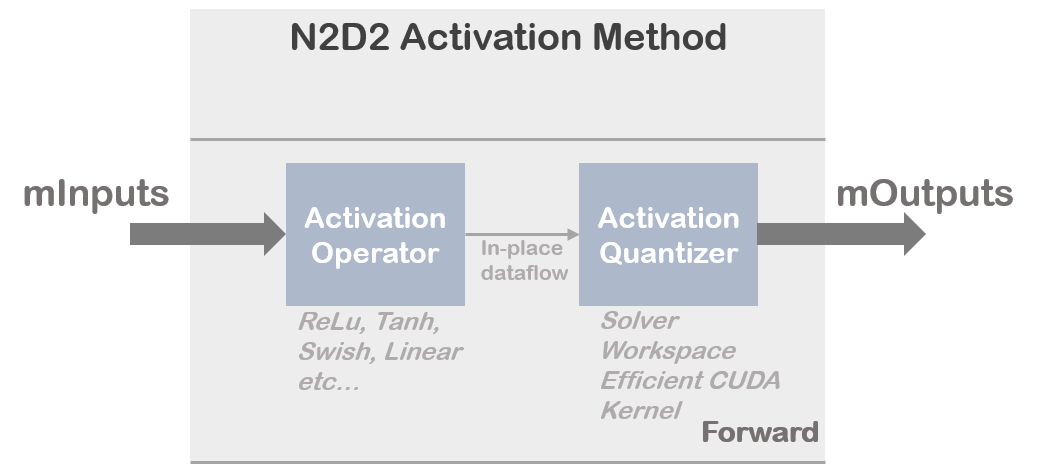 N2D2 Activation Method
mInputs
mOutputs
Activation
Operator
In-place
dataflow
Activation
Quantizer
ReLu, Tanh,
Swish, Linear
etc...
Solver
Workspace
Efficient CUDA
Kernel
Forward